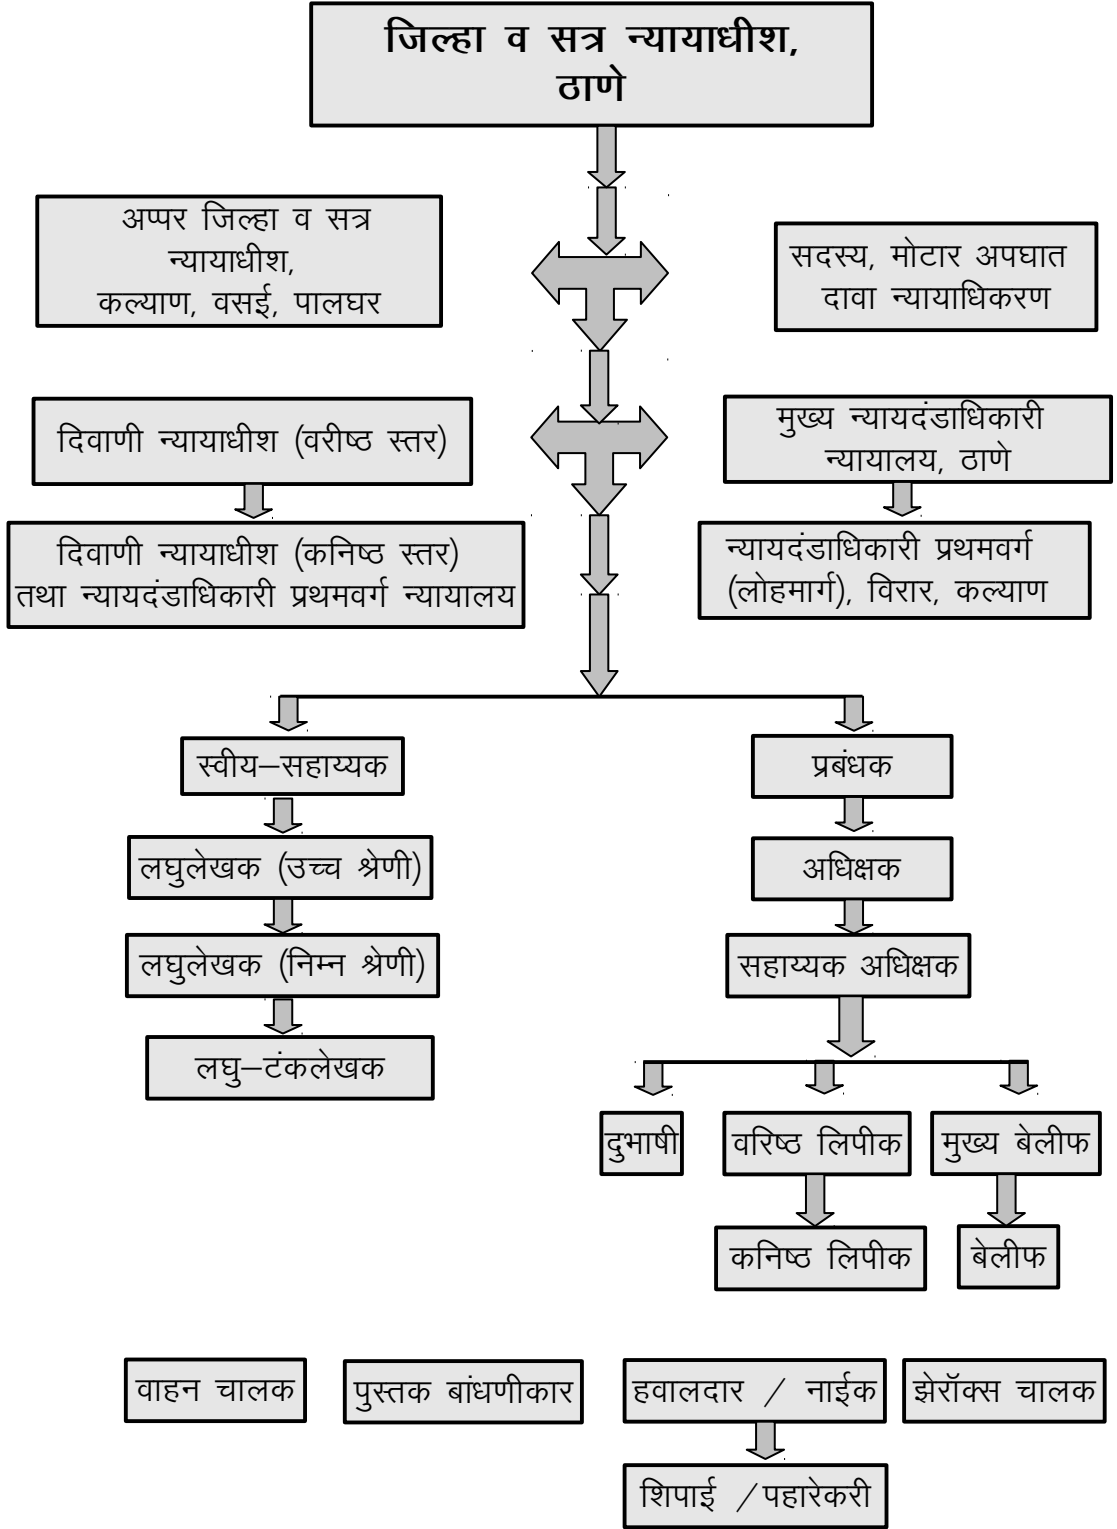 जिल्हा व सत्र न्यायाधीश,
ठाणे
अप्पर जिल्हा व सत्र
न्यायाधीश,
कल्याण, वसई, पालघर
सदस्य, मोटार अपघात
दावा न्यायाधिकरण
दिवाणी न्यायाधीश (वरीष्ठ स्तर)
मुख्य न्यायदंडाधिकारी
न्यायालय, ठाणे
दिवाणी न्यायाधीश (कनिष्ठ स्तर)
तथा न्यायदंडाधिकारी प्रथमवर्ग न्यायालय
न्यायदंडाधिकारी प्रथमवर्ग
(लोहमार्ग), विरार, कल्याण
स्वीय–सहाय्यक
प्रबंधक
लघुलेखक (उच्च श्रेणी)
अधिक्षक
लघुलेखक (निम्न श्रेणी)
सहाय्यक अधिक्षक
लघु–टंकलेखक
दुभाषी
वरिष्ठ लिपीक
मुख्य बेलीफ
कनिष्ठ लिपीक
बेलीफ
वाहन चालक
पुस्तक बांधणीकार
हवालदार / नाईक
झेरॉक्स चालक
शिपाई / पहारेकरी